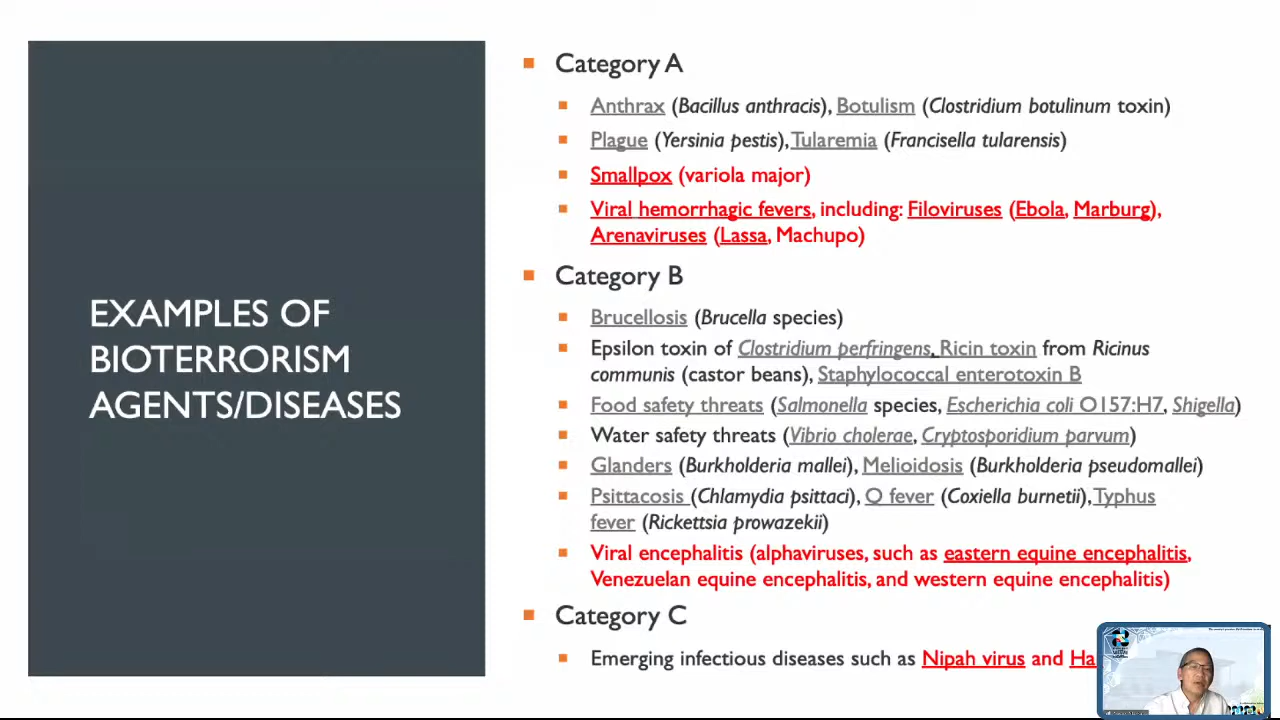 EXAMPLES OF
BIOTERRORISM
AGENTS/DISEASES
Category A
Anthrax (Bacillus anthracis), Botulism (Clostridium botulinum toxin)
Plague (Yersinia pestis), Tularemia (Francisella tularensis)
Smallpox (variola major)
Viral hemorrhagic fevers, including: Filoviruses (Ebola, Marburg),
Arenaviruses (Lassa, Machupo)
Category B
Brucellosis (Brucella species)
Epsilon toxin of Clostridium perfringens, Ricin toxin from Ricinus
communis (castor beans), Staphylococcal enterotoxin B
Food safety threats (Salmonella species, Escherichia coli O157:H7, Shigella)
Water safety threats (Vibrio cholerae, Cryptosporidium parvum)
Glanders (Burkholderia mallei), Melioidosis (Burkholderia pseudomallei)
Psittacosis (Chlamydia psittaci), Q fever (Coxiella burnetii), Typhus
fever (Rickettsia prowazekii)
Viral encephalitis (alphaviruses, such as eastern equine encephalitis,
Venezuelan equine encephalitis, and western equine encephalitis)
Category C
Emerging infectious diseases such as Nipah virus and Ha